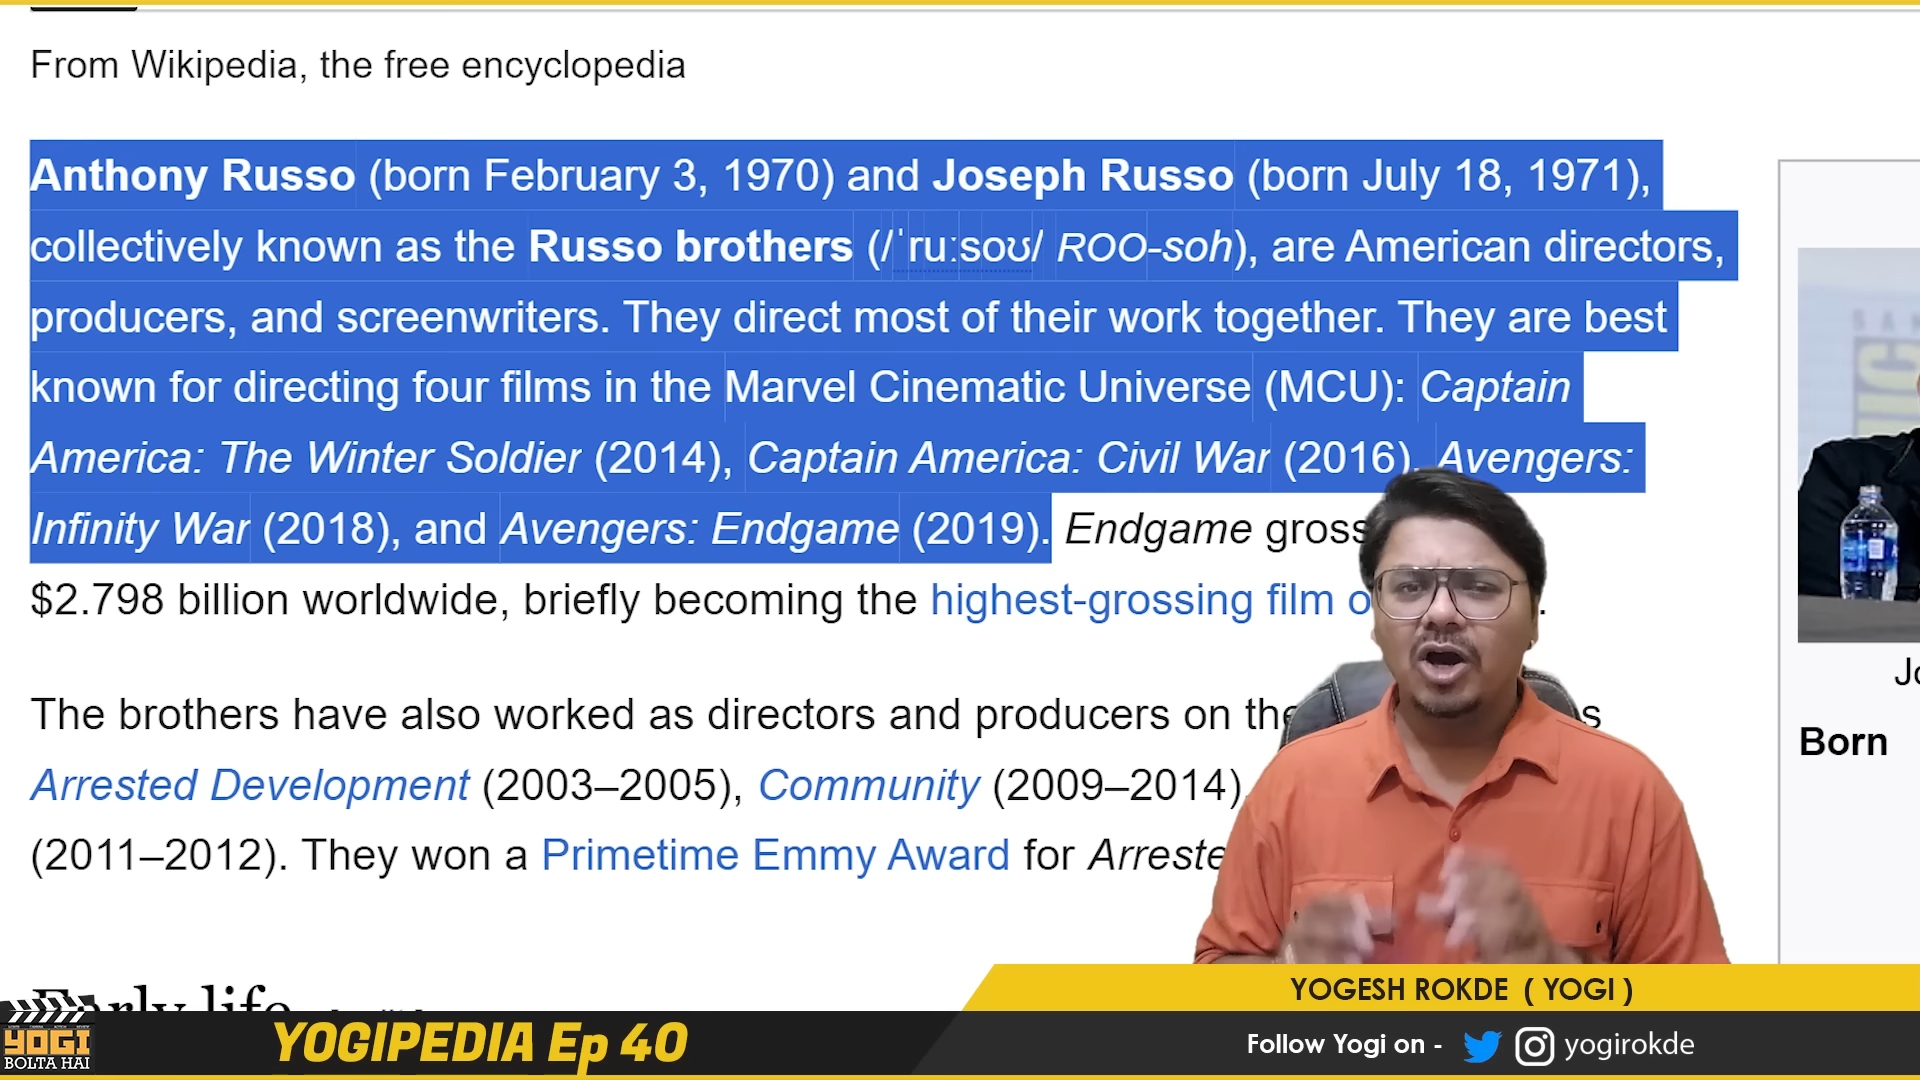 From Wikipedia, the free encyclopedia
Anthony Russo (born February 3, 1970) and Joseph Russo (born July 18, 1971),
collectively known as the Russo brothers (/ˈruːsoʊ/ ROO-soh), are American directors,
producers, and screenwriters. They direct most of their work together. They are best
known for directing four films in the Marvel Cinematic Universe (MCU): Captain
America: The Winter Soldier (2014), Captain America: Civil War (2016), Avengers:
Infinity War (2018), and Avengers: Endgame (2019). Endgame
$2.798 billion worldwide, briefly becoming the highest-grossing film
The brothers have also worked as directors and producers on
Arrested Development (2003–2005), Community (2009–2014)
(2011–2012). They won a Primetime Emmy Award for
Born
Early life
YOGESH ROKDE ( YOGI )
YOGI
BOLTA HAI
YOGIPEDIA Ep 40
Follow Yogi on - yogirokde